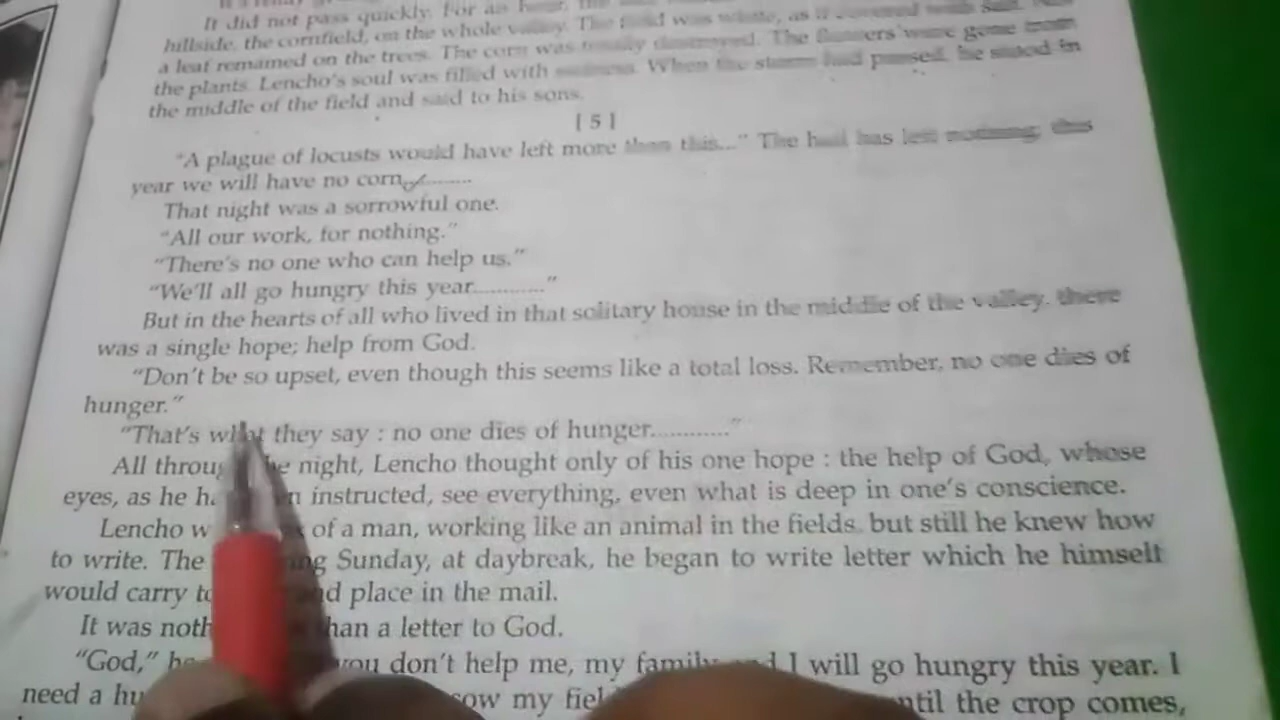 It did not pass quickly. For an hour, the
hillside, the cornfield, on the whole valley. The field was white, as if covered with salt. Not
a leaf remained on the trees. The corn was totally destroyed. The flowers were gone from
the plants. Lencho's soul was filled with sadness. When the storm had passed, he stood in
the middle of the field and said to his sons.
[ 5 ]
"A plague of locusts would have left more than this..." The hail has left nothing; this
year we will have no corn..........
That night was a sorrowful one.
"All our work, for nothing."
"There's no one who can help us."
"We'll all go hungry this year............"
But in the hearts of all who lived in that solitary house in the middle of the valley. there
was a single hope; help from God.
"Don't be so upset, even though this seems like a total loss. Remember, no one dies of
hunger."
"That's what they say : no one dies of hunger............"
All through the night, Lencho thought only of his one hope : the help of God, whose
eyes, as he instructed, see everything, even what is deep in one's conscience.
Lencho of a man, working like an animal in the fields. but still he knew how
to write. The Sunday, at daybreak, he began to write letter which he himself
would carry to and place in the mail.
It was than a letter to God.
"God," you don't help me, my family and I will go hungry this year. I
need a sow my until the crop comes,